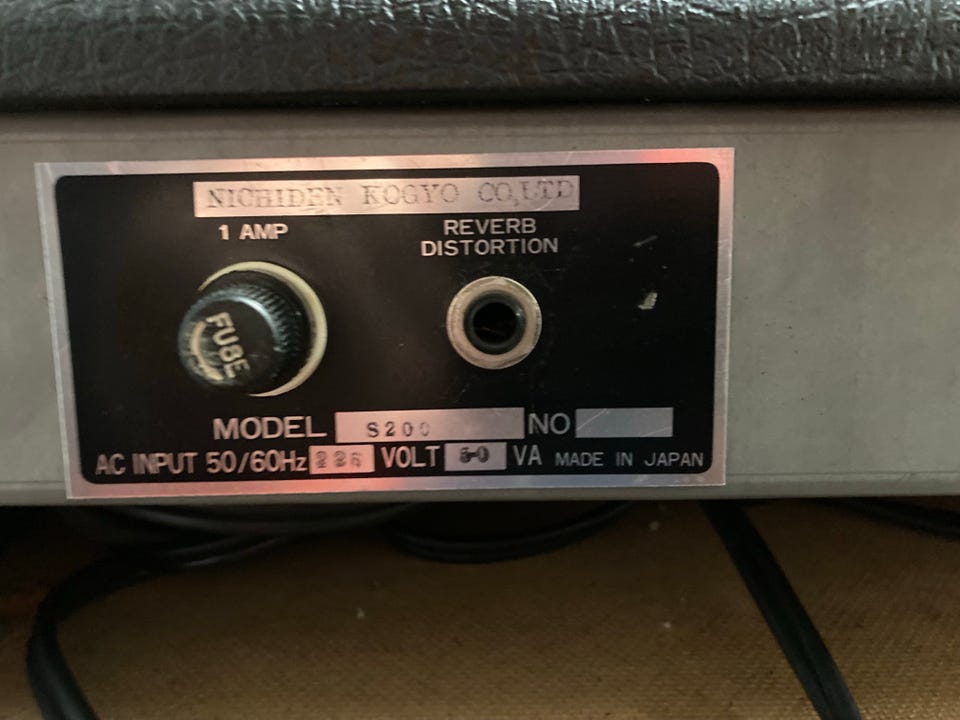 NICHIDEN KOGYO CO,LTD
1 AMP
REVERB
DISTORTION
FUSE
MODEL S200 NO
AC INPUT 50/60Hz VOLT VA MADE IN JAPAN